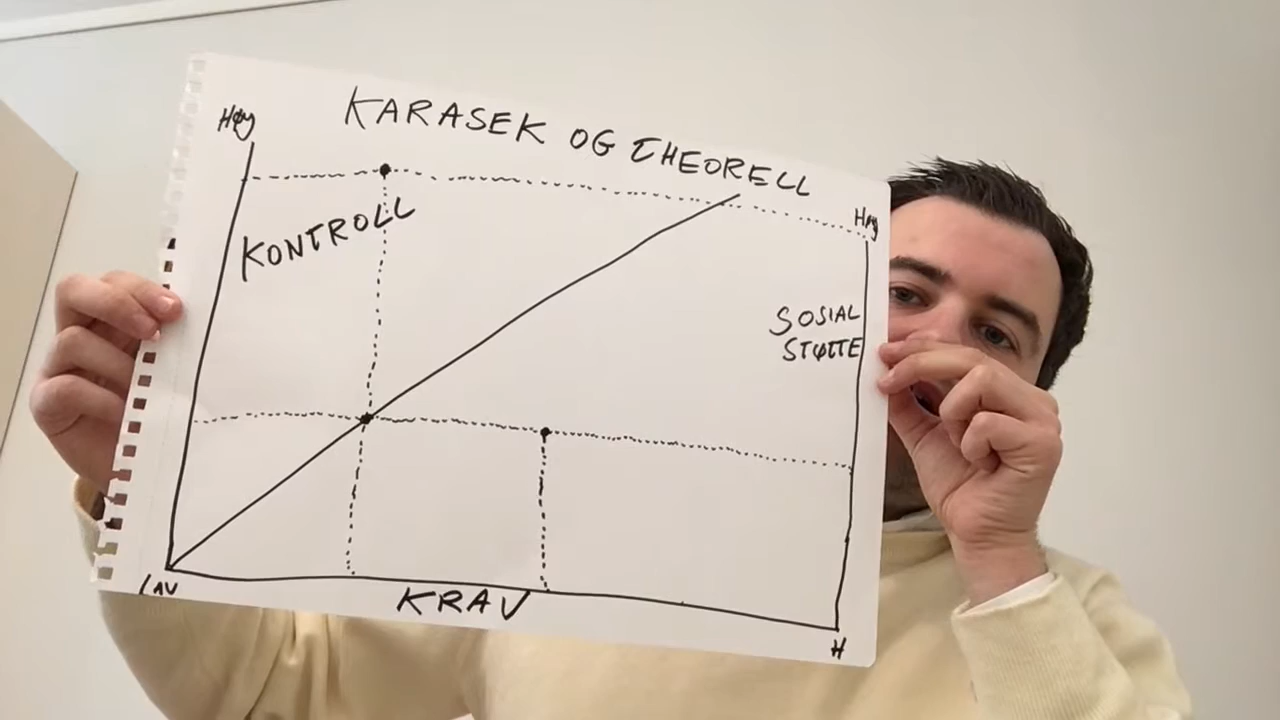 KARASEK OG THEORELL
Høy
KONTROLL
Høy
SOSIAL
STØTTE
LAV
KRAV
H